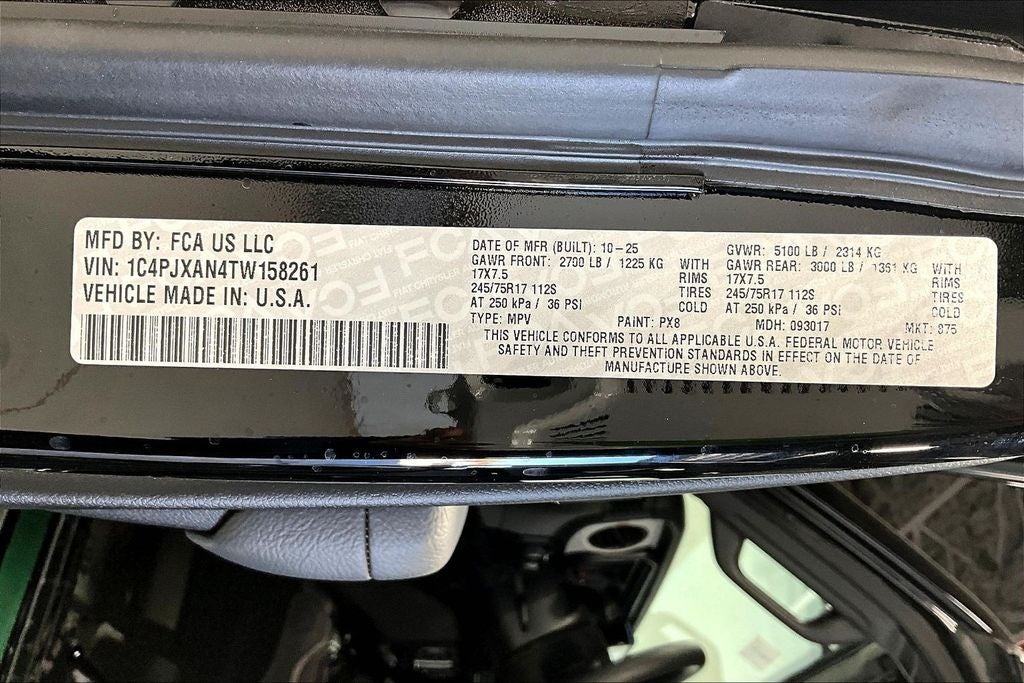 MFD BY: FCA US LLC
VIN: 1C4PJXAN4TW158261
VEHICLE MADE IN: U.S.A.
DATE OF MFR (BUILT): 10-25 GVWR: 5100 LB / 2314 KG
GAWR FRONT: 2700 LB / 1225 KG WITH GAWR REAR: 3000 LB / 1361 KG WITH
17X7.5 RIMS 17X7.5 RIMS
245/75R17 112S TIRES 245/75R17 112S TIRES
AT 250 kPa / 36 PSI COLD AT 250 kPa / 36 PSI COLD
TYPE: MPV PAINT: PX8 MDH: 093017 MKT: 875
THIS VEHICLE CONFORMS TO ALL APPLICABLE U.S.A. FEDERAL MOTOR VEHICLE
SAFETY AND THEFT PREVENTION STANDARDS IN EFFECT ON THE DATE OF
MANUFACTURE SHOWN ABOVE.